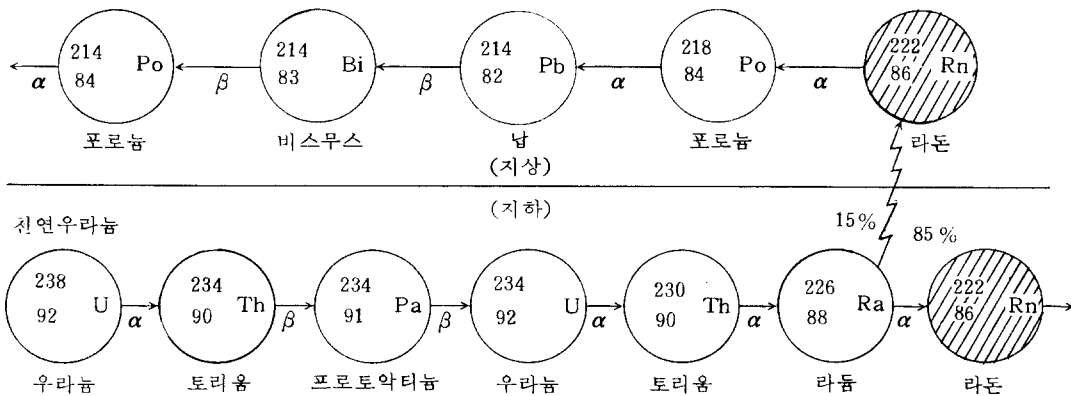 214 Po 214 Bi 214 Pb 218 Po 222 Rn
84 83 82 84 86
α β β α α
포로늄 비스무스 납 포로늄 라돈
(지상)
(지하)
천연우라늄
15% 85%
238 U 234 Th 234 Pa 234 U 230 Th 226 Ra 222 Rn
92 90 91 92 90 88 86
α β β α α α
우라늄 토리움 프로토악티늄 우라늄 토리움 라듐 라돈